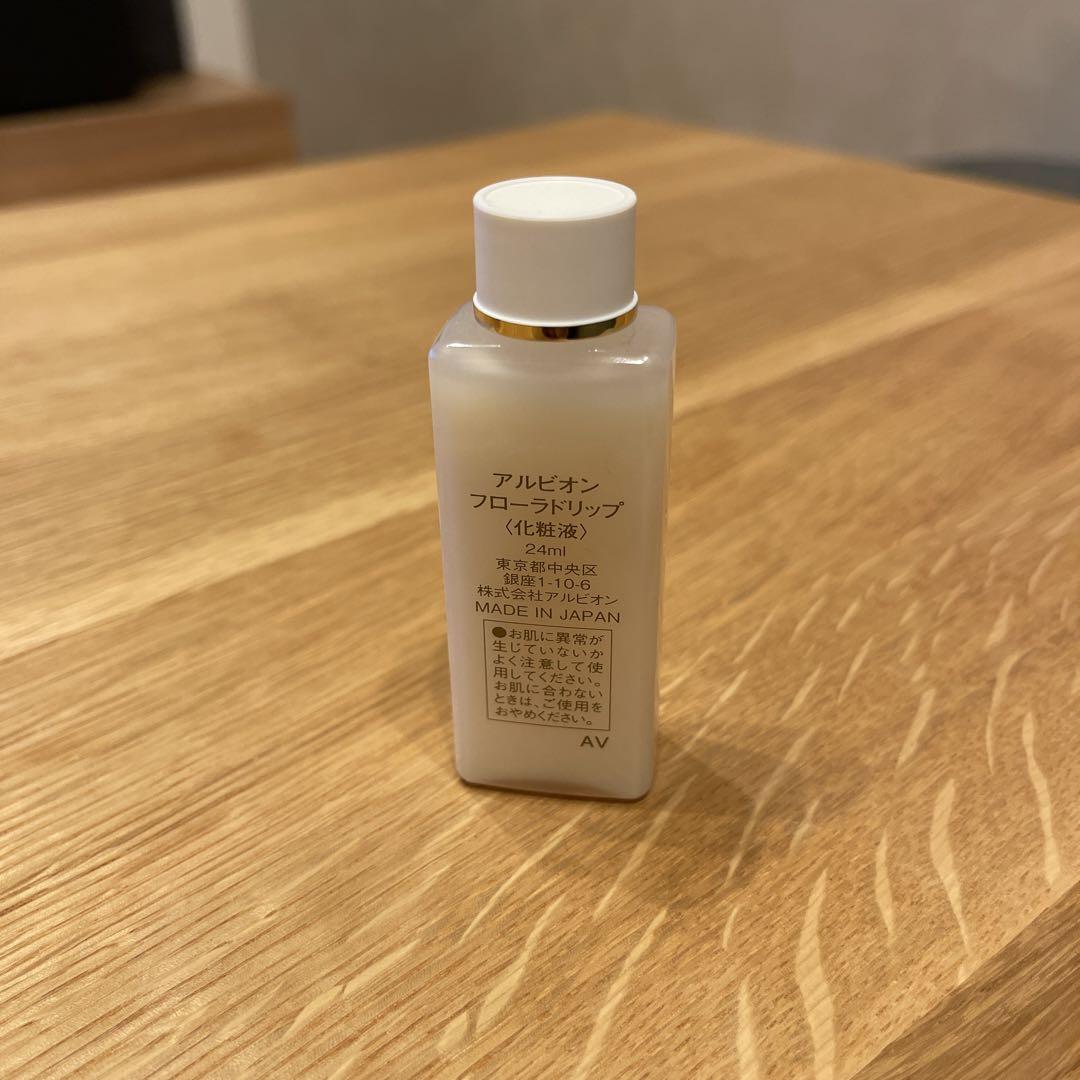 アルビオン
フローラドリップ
〈化粧液〉
24ml
東京都中央区
銀座1-10-6
株式会社アルビオン
MADE IN JAPAN
●お肌に異常が
生じていないか
よく注意して使
用してください。
お肌に合わない
ときは、ご使用を
おやめください。
AV